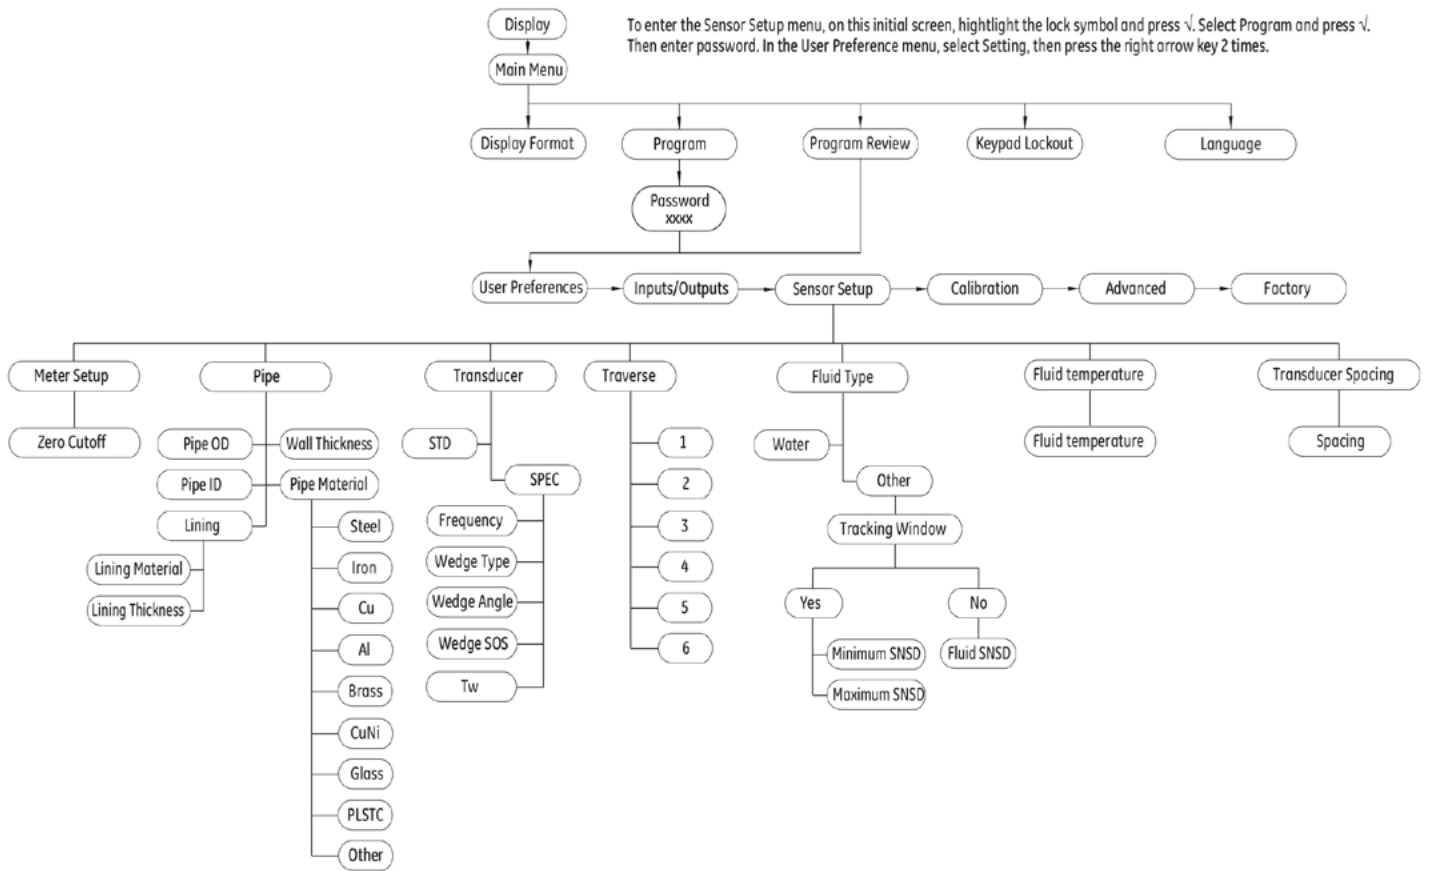 Display
To enter the Sensor Setup menu, on this initial screen, hightlight the lock symbol and press √. Select Program and press √.
Then enter password. In the User Preference menu, select Setting, then press the right arrow key 2 times.
Main Menu
Display Format
Program
Program Review
Keypad Lockout
Language
Password
xxxx
User Preferences
Inputs/Outputs
Sensor Setup
Calibration
Advanced
Factory
Meter Setup
Pipe
Transducer
Traverse
Fluid Type
Fluid temperature
Transducer Spacing
Zero Cutoff
Pipe OD
Wall Thickness
Pipe ID
Pipe Material
Lining
Lining Material
Lining Thickness
Steel
Iron
Cu
Al
Brass
CuNi
Glass
PLSTC
Other
STD
SPEC
Frequency
Wedge Type
Wedge Angle
Wedge SOS
Tw
1
2
3
4
5
6
Water
Other
Tracking Window
Yes
No
Minimum SNSD
Maximum SNSD
Fluid SNSD
Fluid temperature
Spacing